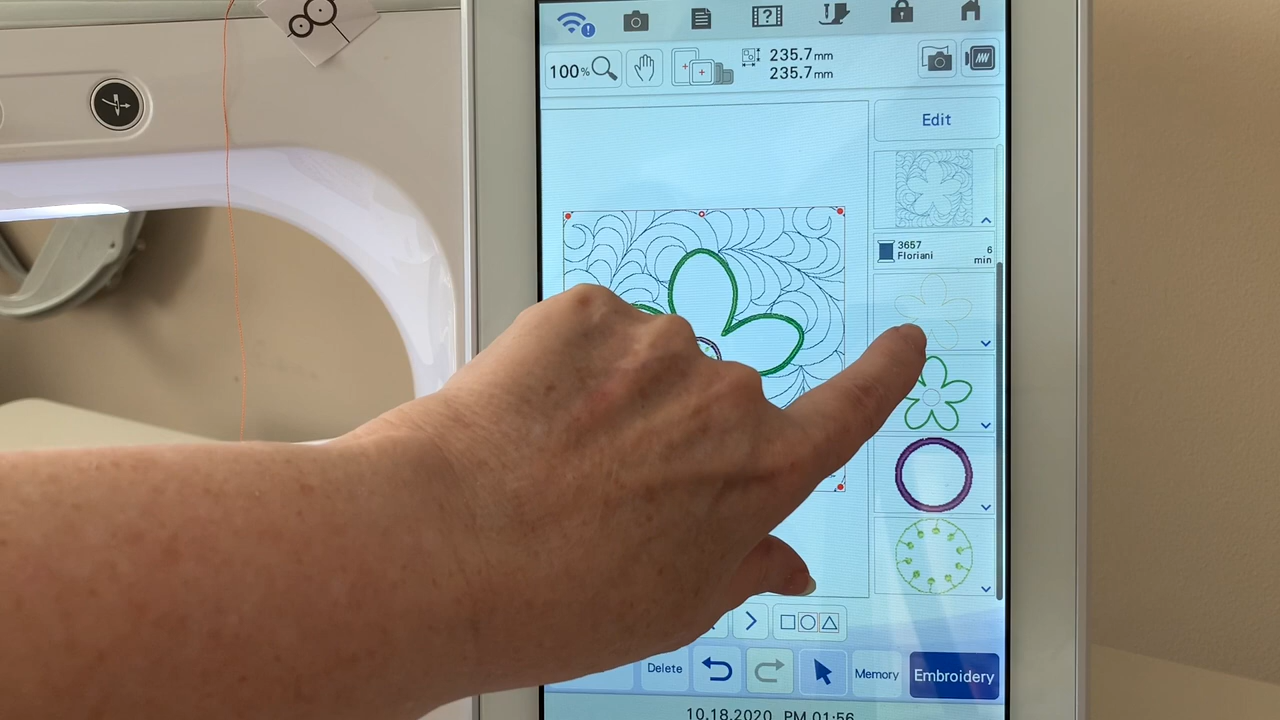 100%
235.7mm
235.7mm
Edit
3657
Floriani
6
min
Delete
Memory
Embroidery
10.18.2020 PM 01:56